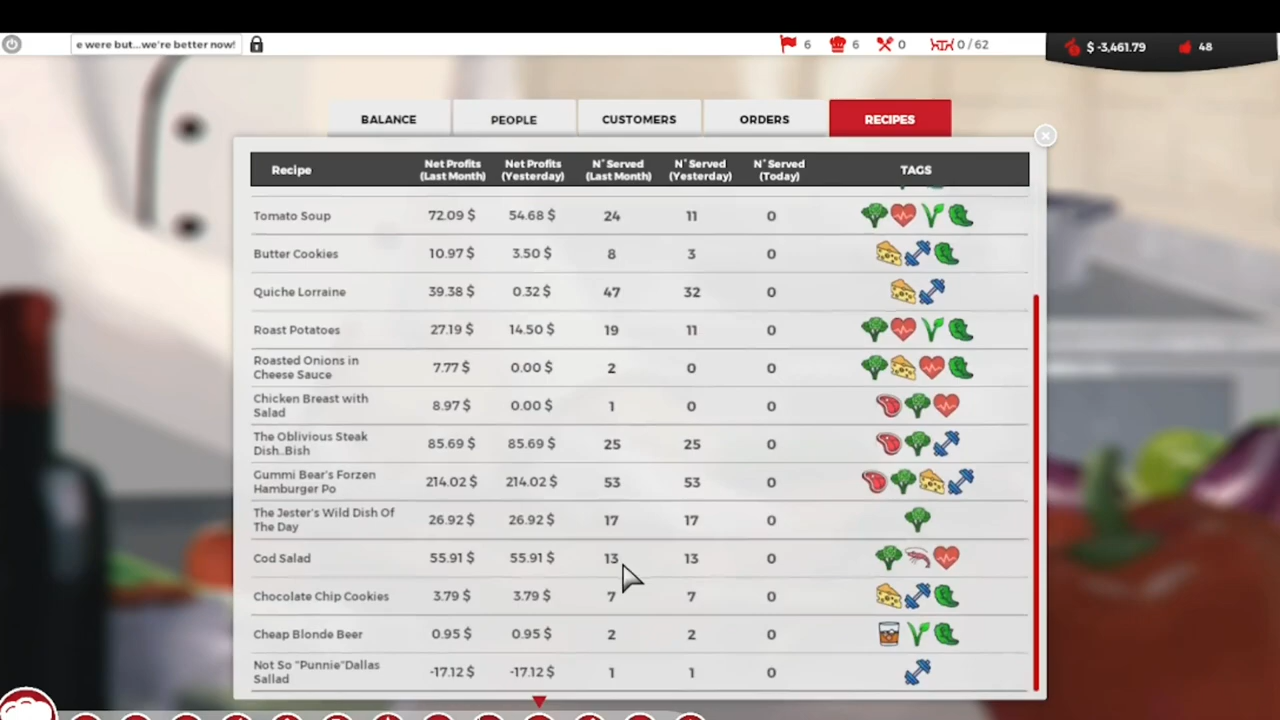 e were but...we're better now! 6 6 0 0 / 62 $ -3,461.79 48
BALANCE PEOPLE CUSTOMERS ORDERS RECIPES
Recipe Net Profits (Last Month) Net Profits (Yesterday) N° Served (Last Month) N° Served (Yesterday) N° Served (Today) TAGS
Tomato Soup 72.09 $ 54.68 $ 24 11 0
Butter Cookies 10.97 $ 3.50 $ 8 3 0
Quiche Lorraine 39.38 $ 0.32 $ 47 32 0
Roast Potatoes 27.19 $ 14.50 $ 19 11 0
Roasted Onions in
Cheese Sauce 7.77 $ 0.00 $ 2 0 0
Chicken Breast with
Salad 8.97 $ 0.00 $ 1 0 0
The Oblivious Steak
Dish..Bish 85.69 $ 85.69 $ 25 25 0
Gummi Bear's Forzen
Hamburger Po 214.02 $ 214.02 $ 53 53 0
The Jester's Wild Dish Of
The Day 26.92 $ 26.92 $ 17 17 0
Cod Salad 55.91 $ 55.91 $ 13 13 0
Chocolate Chip Cookies 3.79 $ 3.79 $ 7 7 0
Cheap Blonde Beer 0.95 $ 0.95 $ 2 2 0
Not So "Punnie"Dallas
Sallad -17.12 $ -17.12 $ 1 1 0